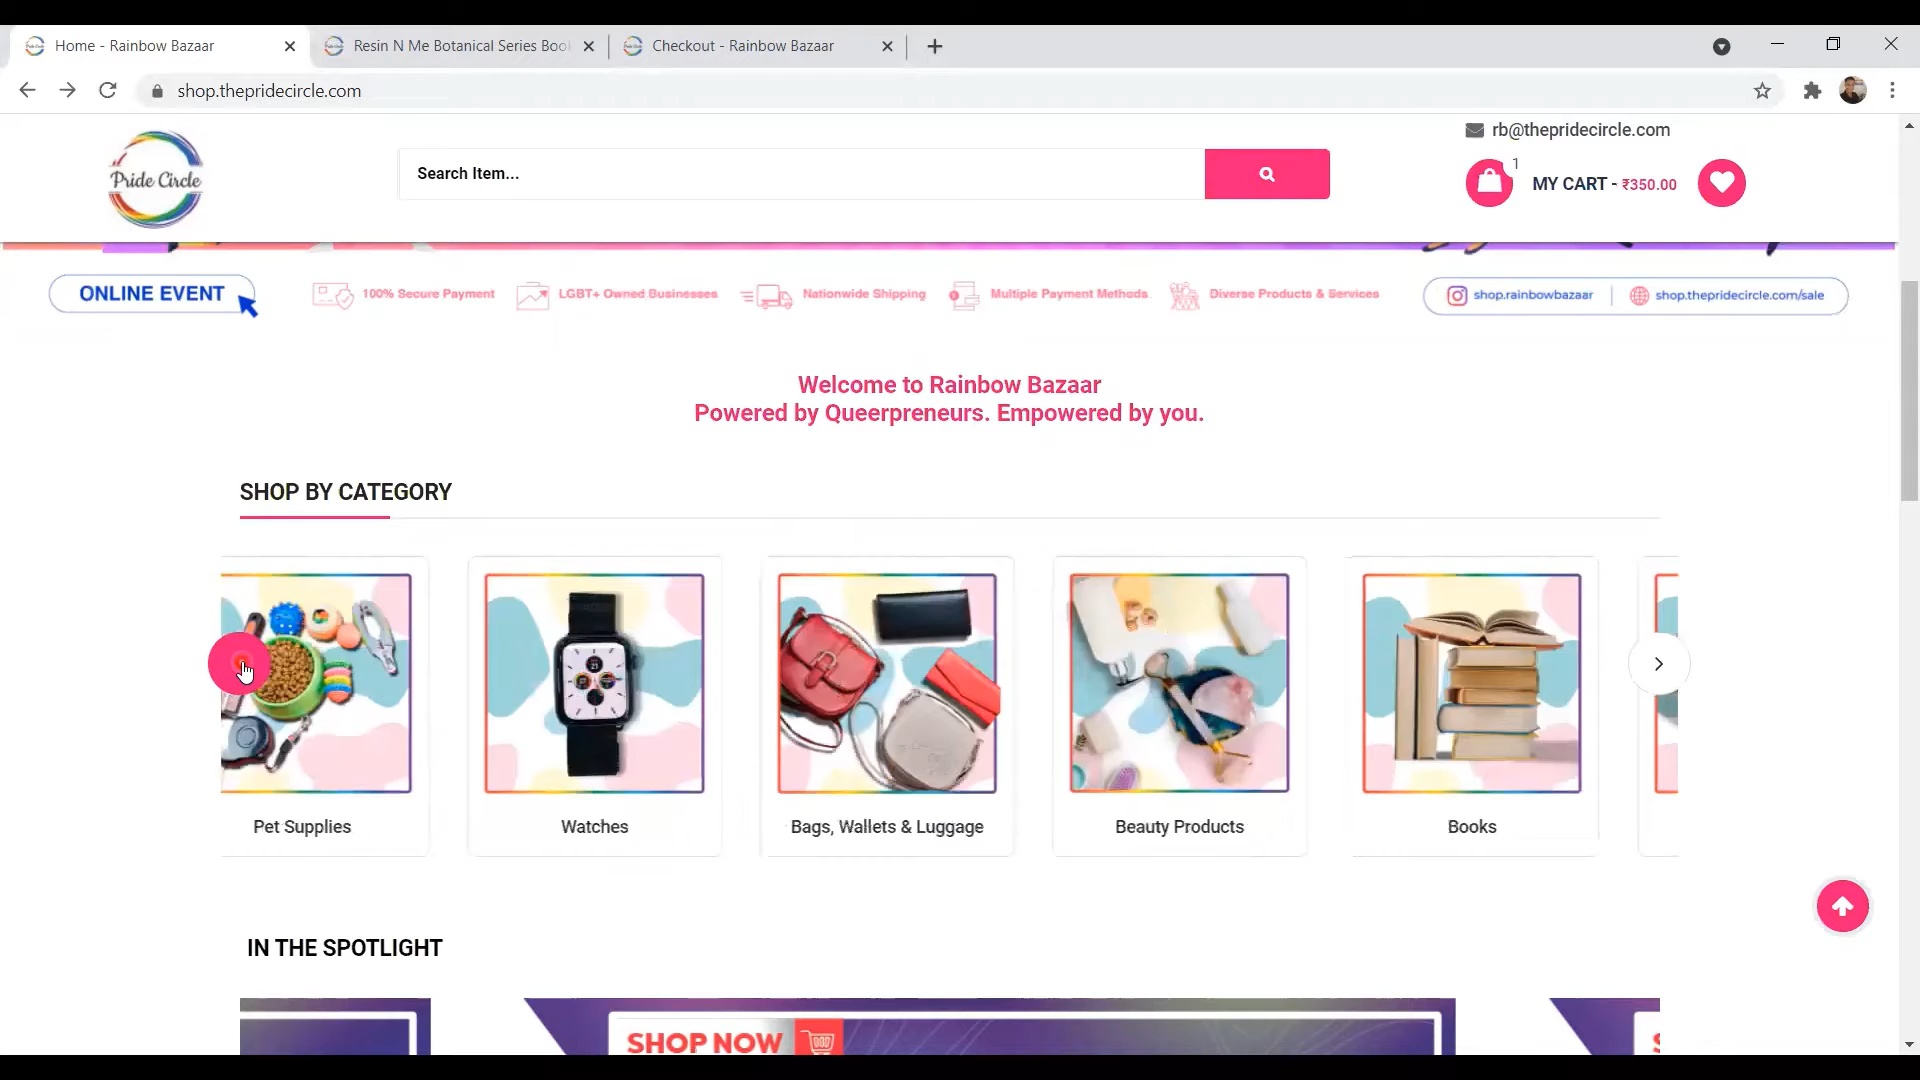 Home - Rainbow Bazaar
Resin N Me Botanical Series Boo
Checkout - Rainbow Bazaar
shop.thepridecircle.com
Pride Circle
Search Item...
rb@thepridecircle.com
1
MY CART - ₹350.00
ONLINE EVENT
100% Secure Payment
LGBT+ Owned Businesses
Nationwide Shipping
Multiple Payment Methods
Diverse Products & Services
shop.rainbowbazaar
shop.thepridecircle.com/sale
Welcome to Rainbow Bazaar
Powered by Queerpreneurs. Empowered by you.
SHOP BY CATEGORY
Pet Supplies
Watches
Bags, Wallets & Luggage
Beauty Products
Books
IN THE SPOTLIGHT
SHOP NOW